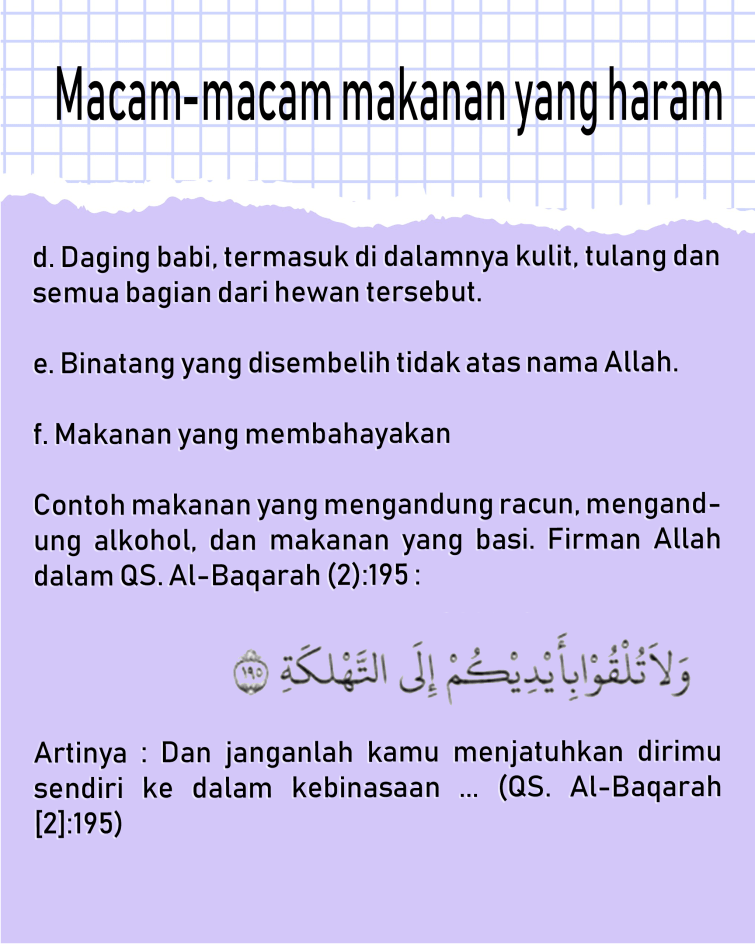 Macam-macam makanan yang haram
d. Daging babi, termasuk di dalamnya kulit, tulang dan
semua bagian dari hewan tersebut.
e. Binatang yang disembelih tidak atas nama Allah.
f. Makanan yang membahayakan
Contoh makanan yang mengandung racun, mengand-
ung alkohol, dan makanan yang basi. Firman Allah
dalam QS. Al-Baqarah (2):195 :
وَلَا تُلْقُوْا بِأَيْدِيْكُمْ إِلَى التَّهْلُكَةِ ١٩٥
Artinya : Dan janganlah kamu menjatuhkan dirimu
sendiri ke dalam kebinasaan ... (QS. Al-Baqarah
[2]:195)